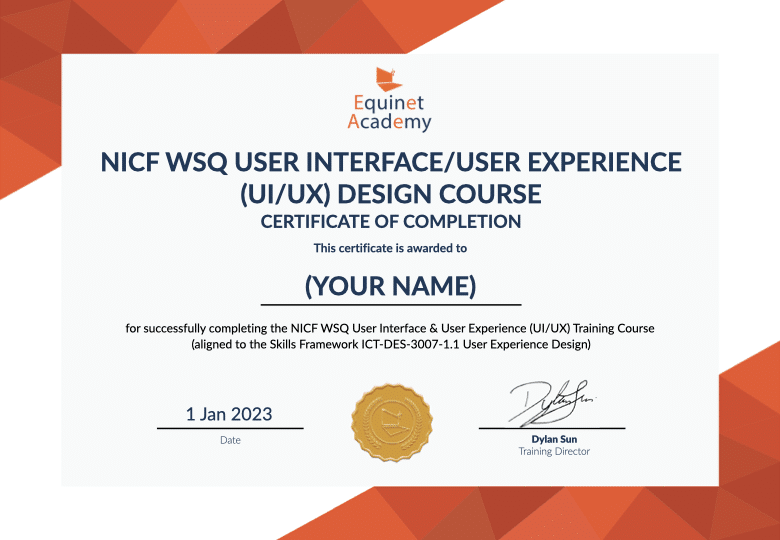 Equinet
Academy
NICF WSQ USER INTERFACE/USER EXPERIENCE
(UI/UX) DESIGN COURSE
CERTIFICATE OF COMPLETION
This certificate is awarded to
(YOUR NAME)
for successfully completing the NICF WSQ User Interface & User Experience (UI/UX) Training Course
(aligned to the Skills Framework ICT-DES-3007-1.1 User Experience Design)
1 Jan 2023
Date
Dylan Sun
Dylan Sun
Training Director